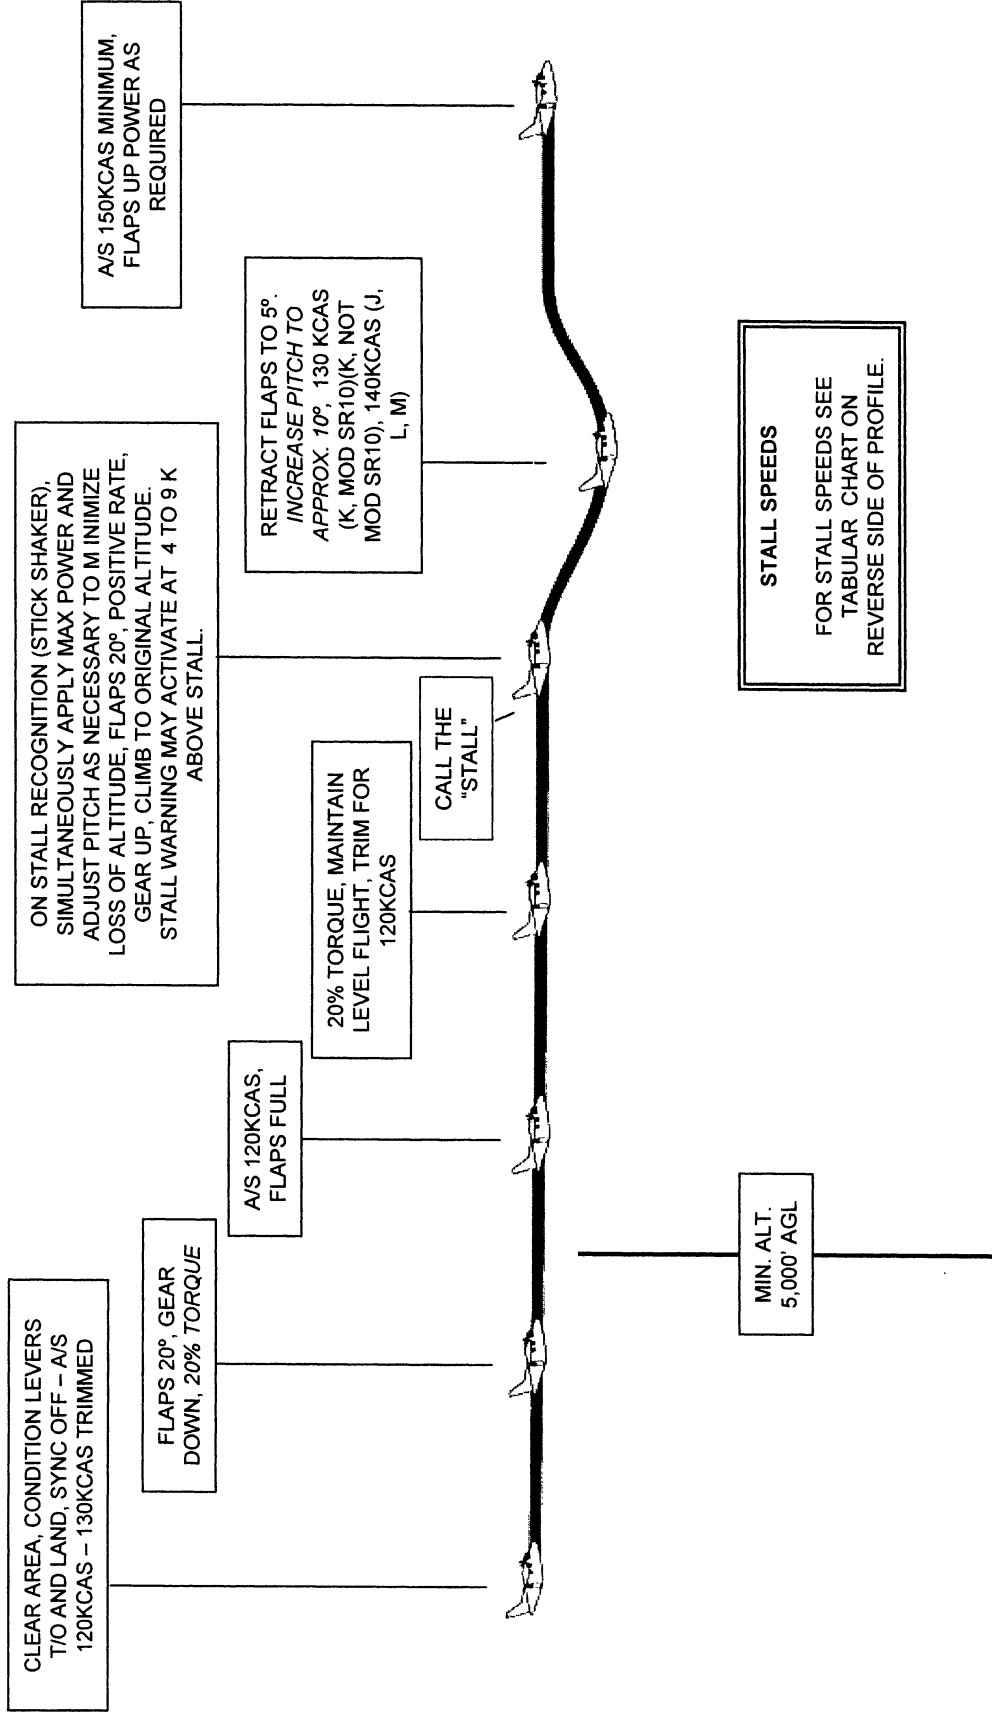 CLEAR AREA, CONDITION LEVERS
T/O AND LAND, SYNC OFF – A/S
120KCAS – 130KCAS TRIMMED
FLAPS 20º, GEAR
DOWN, 20% TORQUE
A/S 120KCAS,
FLAPS FULL
20% TORQUE, MAINTAIN
LEVEL FLIGHT, TRIM FOR
120KCAS
CALL THE
“STALL”
ON STALL RECOGNITION (STICK SHAKER),
SIMULTANEOUSLY APPLY MAX POWER AND
ADJUST PITCH AS NECESSARY TO M INIMIZE
LOSS OF ALTITUDE, FLAPS 20º, POSITIVE RATE,
GEAR UP, CLIMB TO ORIGINAL ALTITUDE.
STALL WARNING MAY ACTIVATE AT 4 TO 9 K
ABOVE STALL.
RETRACT FLAPS TO 5º.
INCREASE PITCH TO
APPROX. 10º, 130 KCAS
(K, MOD SR10)(K, NOT
MOD SR10), 140KCAS (J,
L, M)
A/S 150KCAS MINIMUM,
FLAPS UP POWER AS
REQUIRED
MIN. ALT.
5,000' AGL
STALL SPEEDS
FOR STALL SPEEDS SEE
TABULAR CHART ON
REVERSE SIDE OF PROFILE.